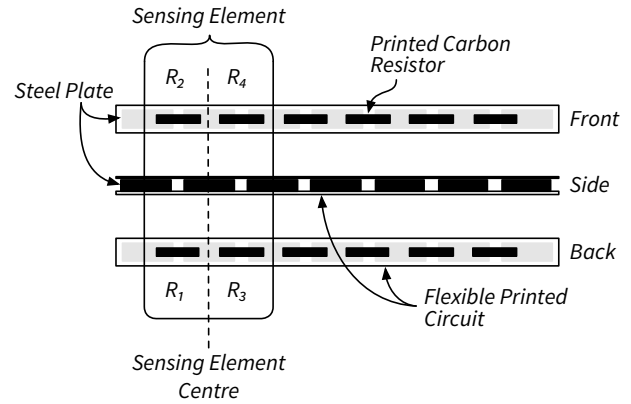 Sensing Element
Printed Carbon
Resistor
R2
R4
Steel Plate
Front
Side
Back
R1
R3
Flexible Printed
Circuit
Sensing Element
Centre